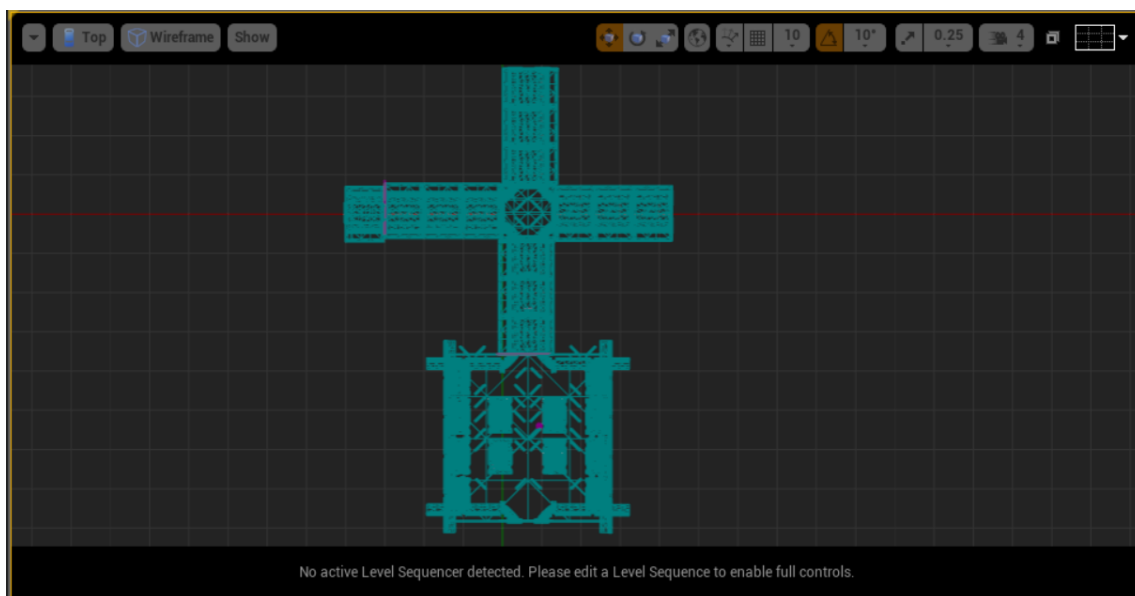 Top Wireframe Show 10 10° 0.25 4
No active Level Sequencer detected. Please edit a Level Sequence to enable full controls.